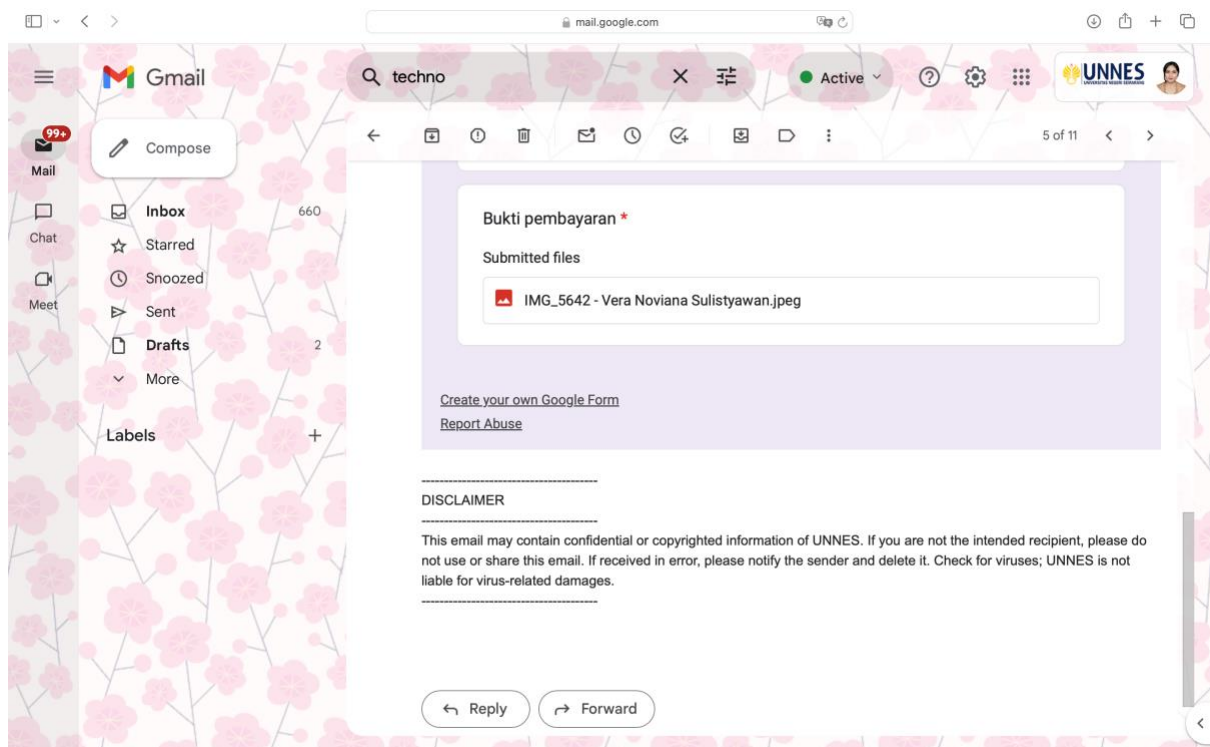 mail.google.com
Gmail
techno
Active
UNNES
UNIVERSITAS NEGERI SEMARANG
99+
Mail
Chat
Meet
Compose
Inbox 660
Starred
Snoozed
Sent
Drafts 2
More
Labels
5 of 11
Bukti pembayaran *
Submitted files
IMG_5642 - Vera Noviana Sulistyawan.jpeg
Create your own Google Form
Report Abuse
---------------------------------------
DISCLAIMER
---------------------------------------
This email may contain confidential or copyrighted information of UNNES. If you are not the intended recipient, please do
not use or share this email. If received in error, please notify the sender and delete it. Check for viruses; UNNES is not
liable for virus-related damages.
---------------------------------------
Reply
Forward